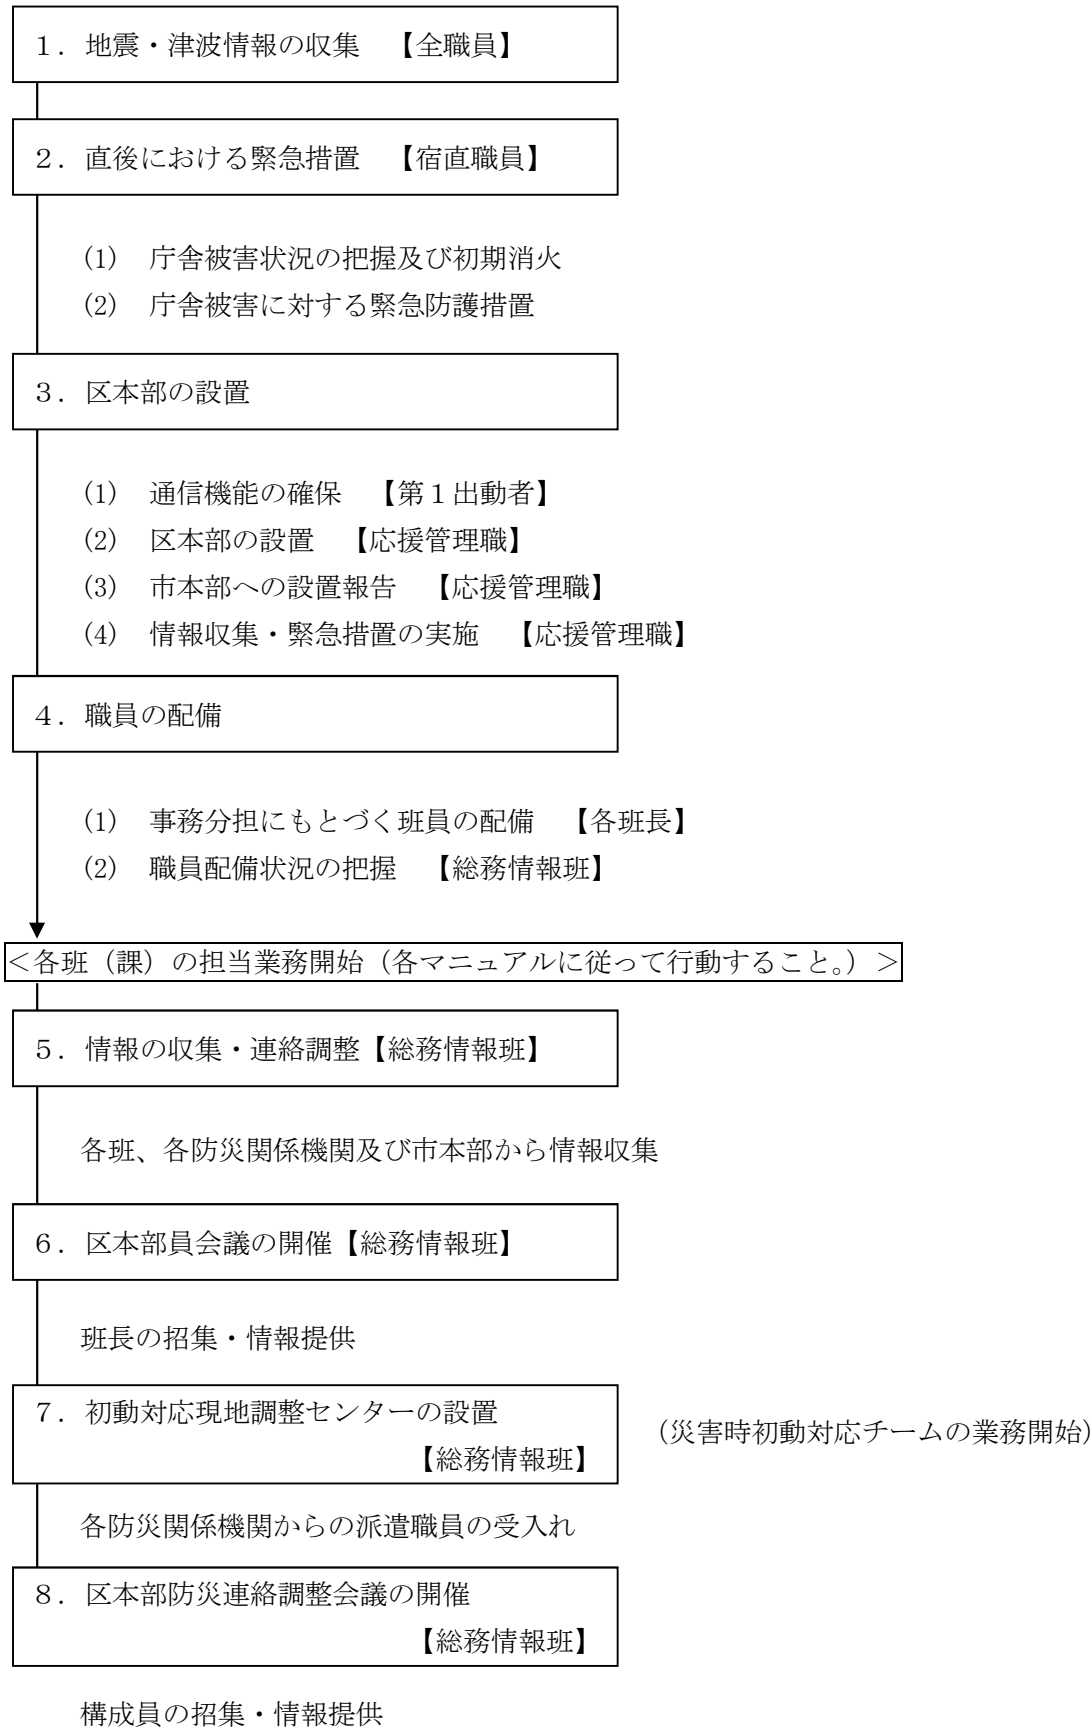 １．地震・津波情報の収集　【全職員】
２．直後における緊急措置　【宿直職員】
(1)　庁舎被害状況の把握及び初期消火
(2)　庁舎被害に対する緊急防護措置
３．区本部の設置
(1)　通信機能の確保　【第１出動者】
(2)　区本部の設置　【応援管理職】
(3)　市本部への設置報告　【応援管理職】
(4)　情報収集・緊急措置の実施　【応援管理職】
４．職員の配備
(1)　事務分担にもとづく班員の配備　【各班長】
(2)　職員配備状況の把握　【総務情報班】
＜各班（課）の担当業務開始（各マニュアルに従って行動すること。）＞
５．情報の収集・連絡調整【総務情報班】
各班、各防災関係機関及び市本部から情報収集
６．区本部員会議の開催【総務情報班】
班長の招集・情報提供
７．初動対応現地調整センターの設置
【総務情報班】
（災害時初動対応チームの業務開始）
各防災関係機関からの派遣職員の受入れ
８．区本部防災連絡調整会議の開催
【総務情報班】
構成員の招集・情報提供